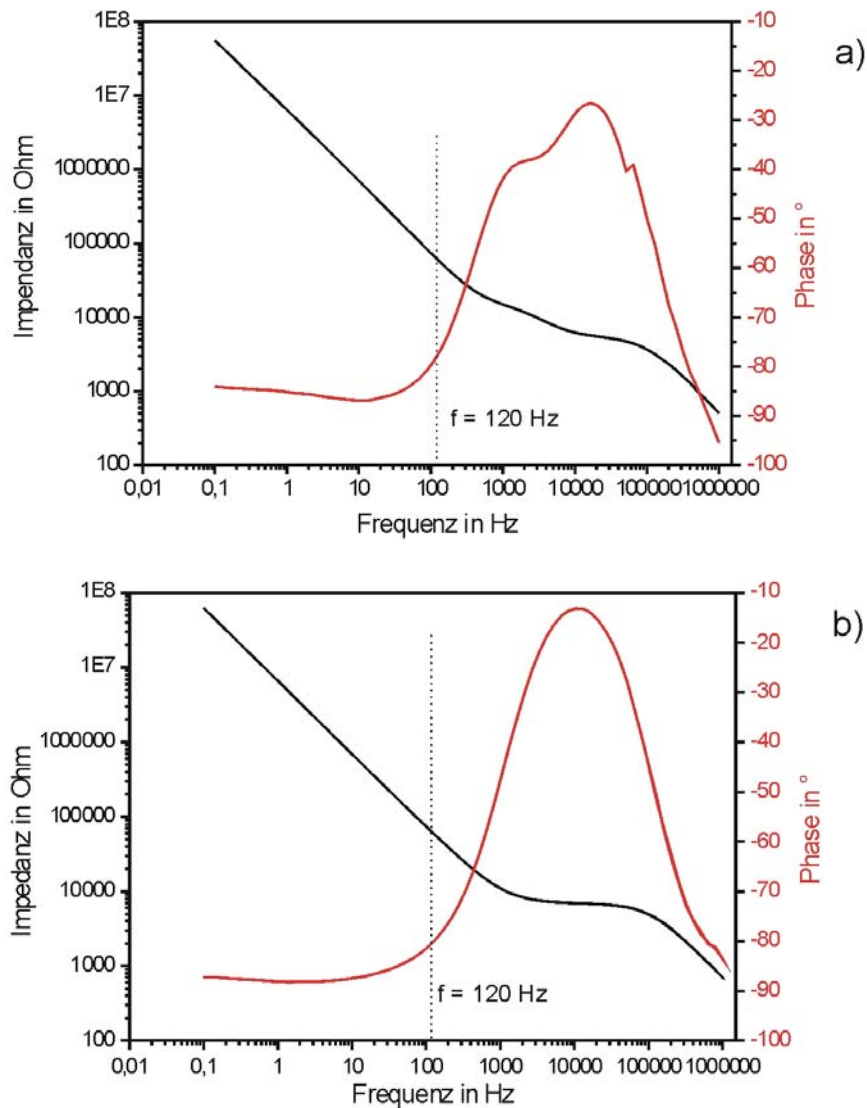 a)
Impendanz in Ohm
1E8
1E7
1000000
100000
10000
1000
100
-10
-20
-30
-40
-50
-60
-70
-80
-90
-100
Phase in °
f = 120 Hz
0,01 0,1 1 10 100 1000 10000 100000 1000000
Frequenz in Hz
b)
Impedanz in Ohm
1E8
1E7
1000000
100000
10000
1000
100
-10
-20
-30
-40
-50
-60
-70
-80
-90
-100
Phase in °
f = 120 Hz
0,01 0,1 1 10 100 1000 10000 100000 1000000
Frequenz in Hz